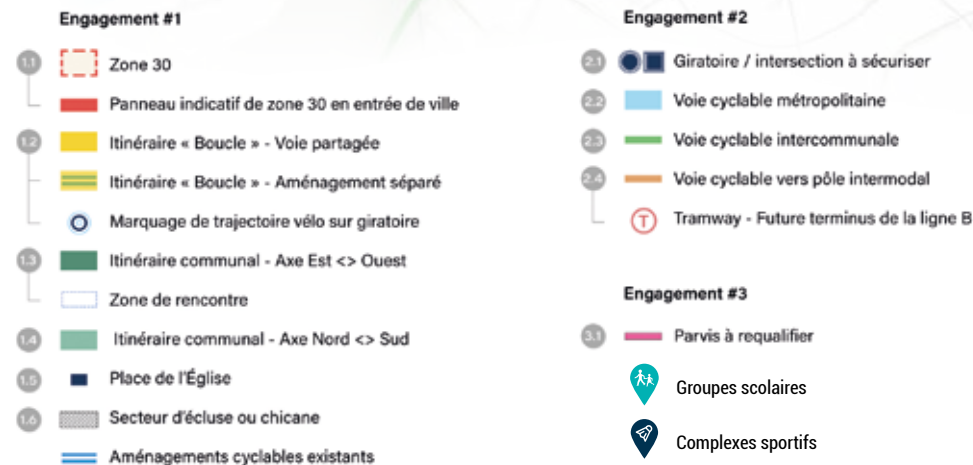 Engagement #1
1.1 Zone 30
Panneau indicatif de zone 30 en entrée de ville
1.2 Itinéraire « Boucle » - Voie partagée
Itinéraire « Boucle » - Aménagement séparé
Marquage de trajectoire vélo sur giratoire
1.3 Itinéraire communal - Axe Est <> Ouest
Zone de rencontre
1.4 Itinéraire communal - Axe Nord <> Sud
1.5 Place de l'Église
1.6 Secteur d'écluse ou chicane
Aménagements cyclables existants
Engagement #2
2.1 Giratoire / intersection à sécuriser
2.2 Voie cyclable métropolitaine
2.3 Voie cyclable intercommunale
2.4 Voie cyclable vers pôle intermodal
T Tramway - Future terminus de la ligne B
Engagement #3
3.1 Parvis à requalifier
Groupes scolaires
Complexes sportifs